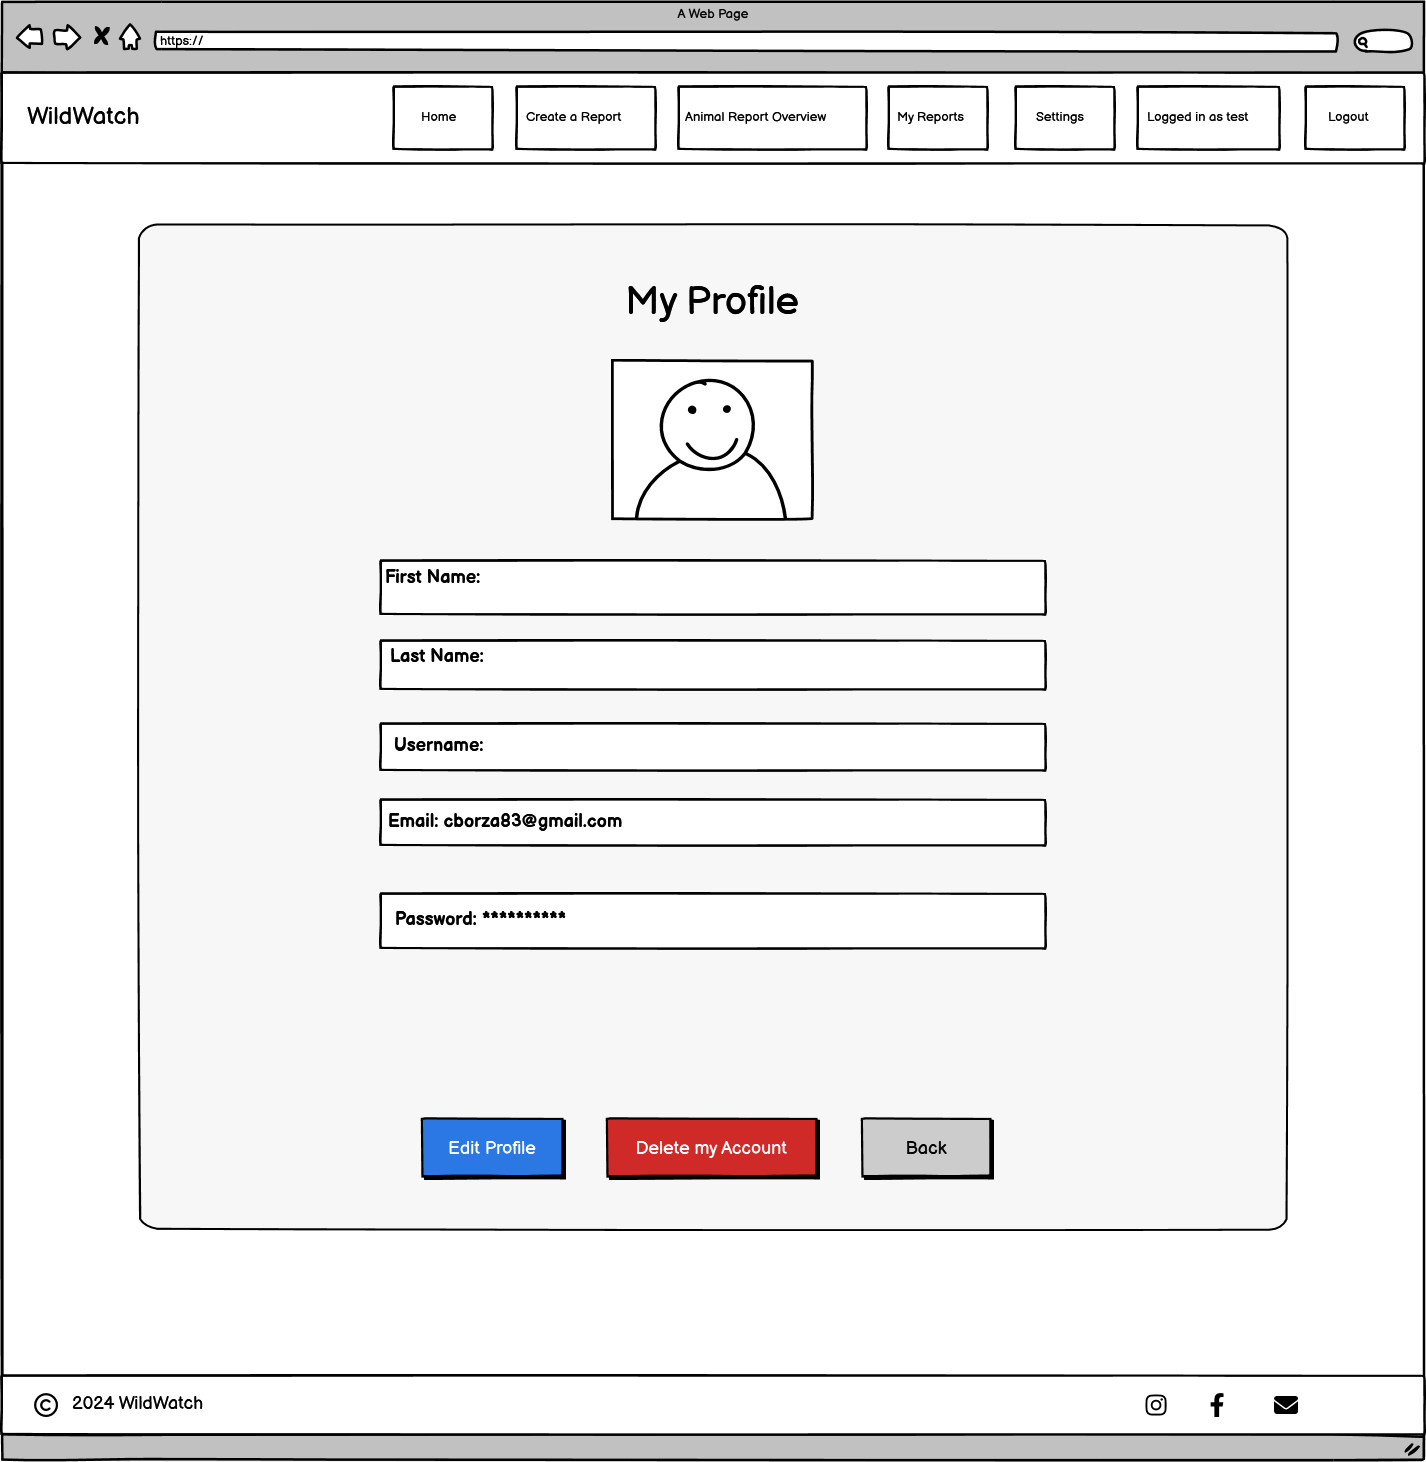 A Web Page
https://
WildWatch
Home
Create a Report
Animal Report Overview
My Reports
Settings
Logged in as test
Logout
My Profile
First Name:
Last Name:
Username:
Email: cborza83@gmail.com
Password: **********
Edit Profile
Delete my Account
Back
© 2024 WildWatch